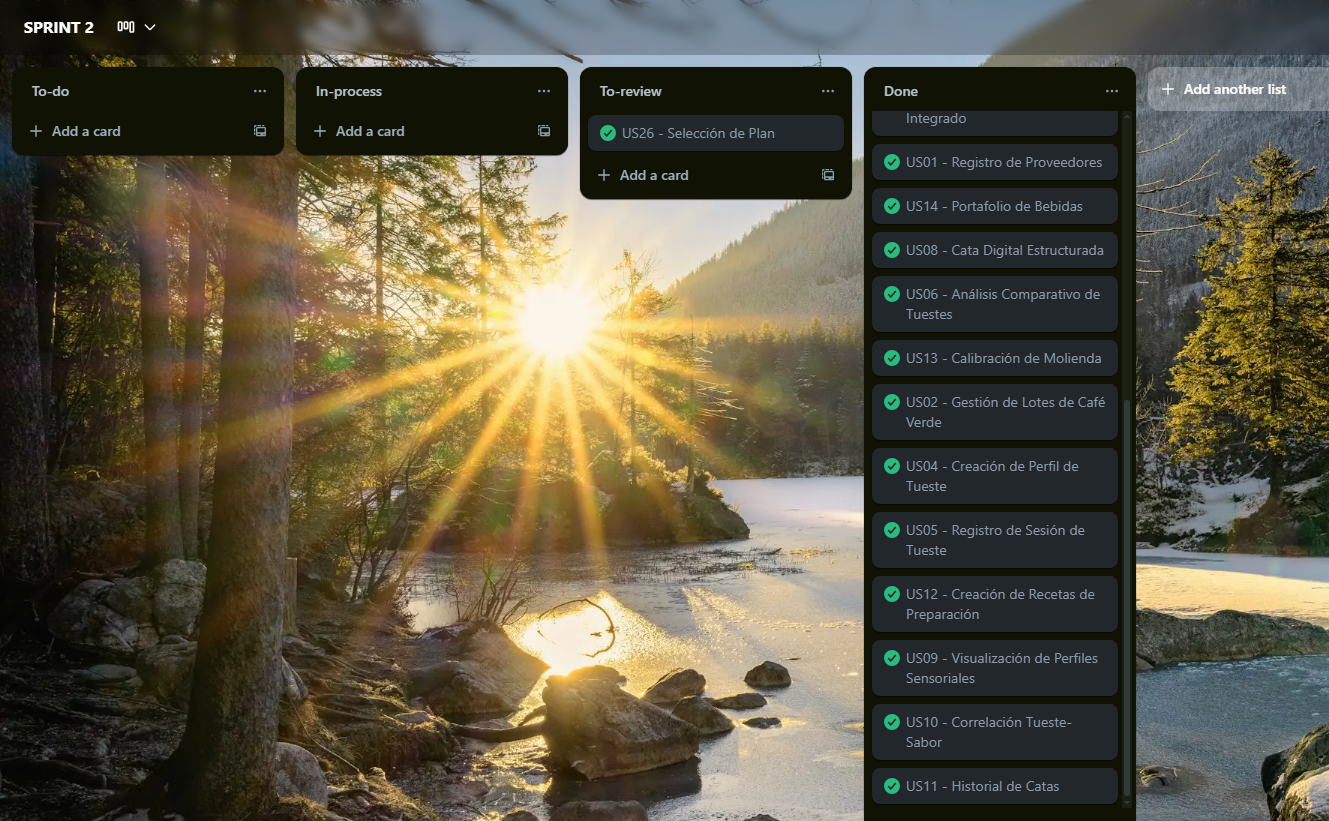 SPRINT 2
To-do
Add a card
In-process
Add a card
To-review
US26 - Selección de Plan
Add a card
Done
Integrado
US01 - Registro de Proveedores
US14 - Portafolio de Bebidas
US08 - Cata Digital Estructurada
US06 - Análisis Comparativo de
Tuestes
US13 - Calibración de Molienda
US02 - Gestión de Lotes de Café
Verde
US04 - Creación de Perfil de
Tueste
US05 - Registro de Sesión de
Tueste
US12 - Creación de Recetas de
Preparación
US09 - Visualización de Perfiles
Sensoriales
US10 - Correlación Tueste-
Sabor
US11 - Historial de Catas
Add another list